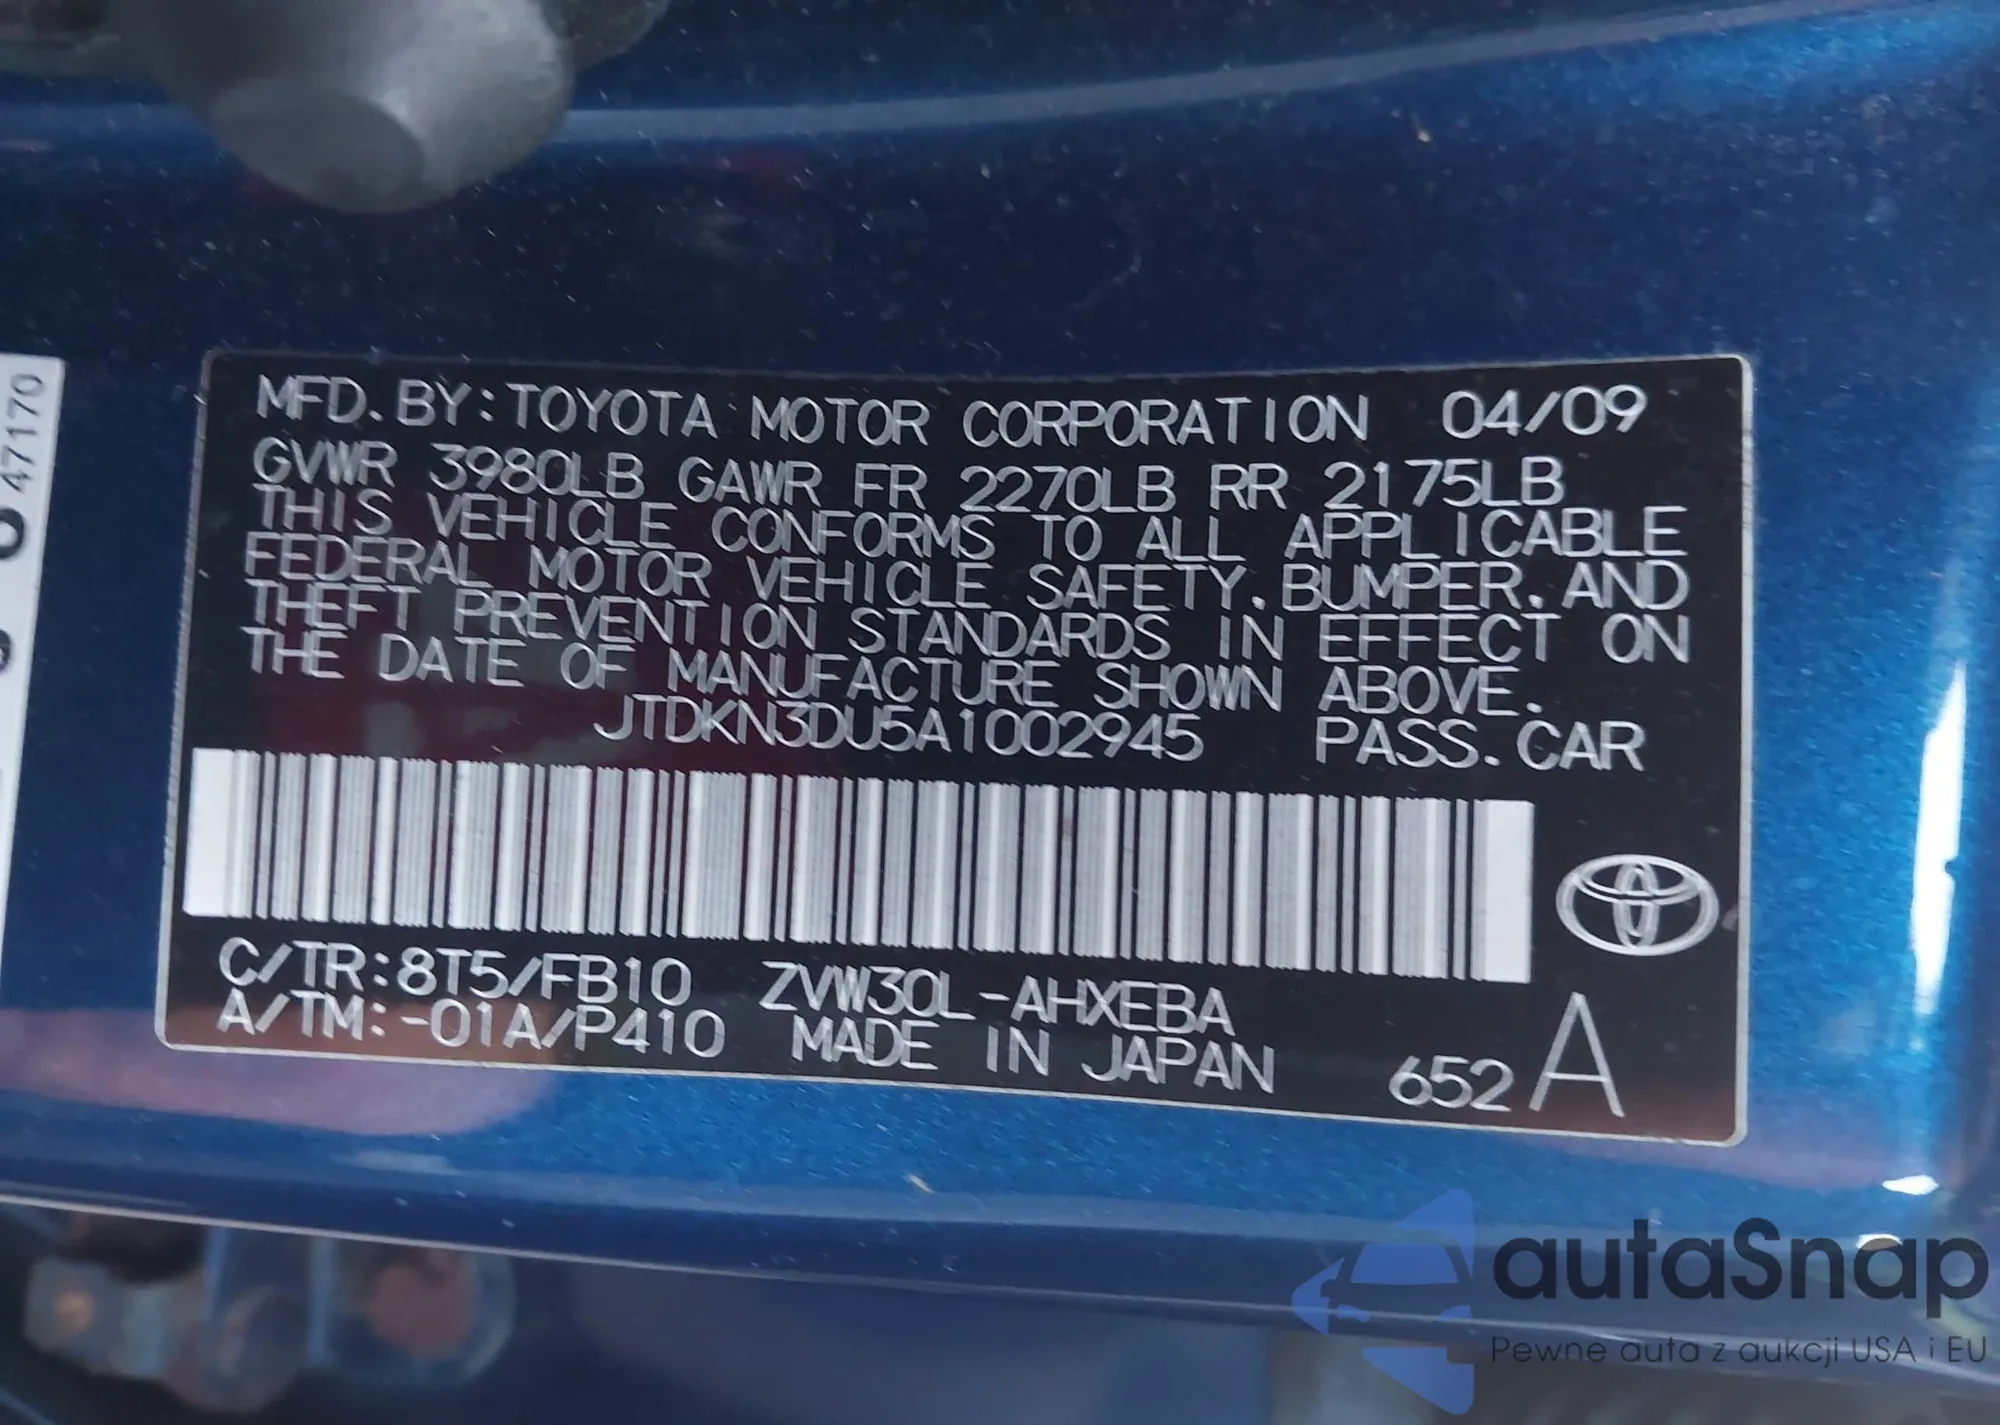 MFD. BY: TOYOTA MOTOR CORPORATION 04/09
GVWR 3980LB GAWR FR 2270LB RR 2175LB
THIS VEHICLE CONFORMS TO ALL APPLICABLE
FEDERAL MOTOR VEHICLE SAFETY. BUMPER. AND
THEFT PREVENTION STANDARDS IN EFFECT ON
THE DATE OF MANUFACTURE SHOWN ABOVE.
JTDKN3DU5A1002945 PASS. CAR
C/TR:8T5/FB10 ZVW30L-AHXEBA
A/TM:-01A/P410 MADE IN JAPAN 652 A
47170
autaSnap
Pewne auta z aukcji USA i EU